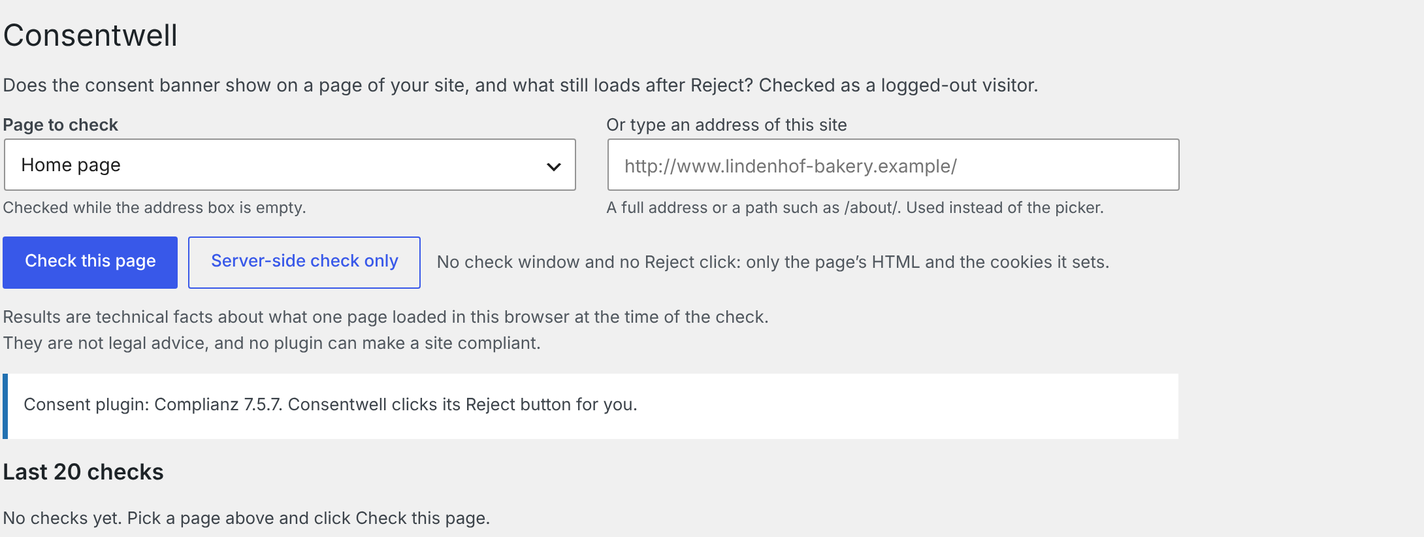 Consentwell
Does the consent banner show on a page of your site, and what still loads after Reject? Checked as a logged-out visitor.
Page to check
Or type an address of this site
Home page
http://www.lindenhof-bakery.example/
Checked while the address box is empty.
A full address or a path such as /about/. Used instead of the picker.
Check this page
Server-side check only
No check window and no Reject click: only the page’s HTML and the cookies it sets.
Results are technical facts about what one page loaded in this browser at the time of the check.
They are not legal advice, and no plugin can make a site compliant.
Consent plugin: Complianz 7.5.7. Consentwell clicks its Reject button for you.
Last 20 checks
No checks yet. Pick a page above and click Check this page.